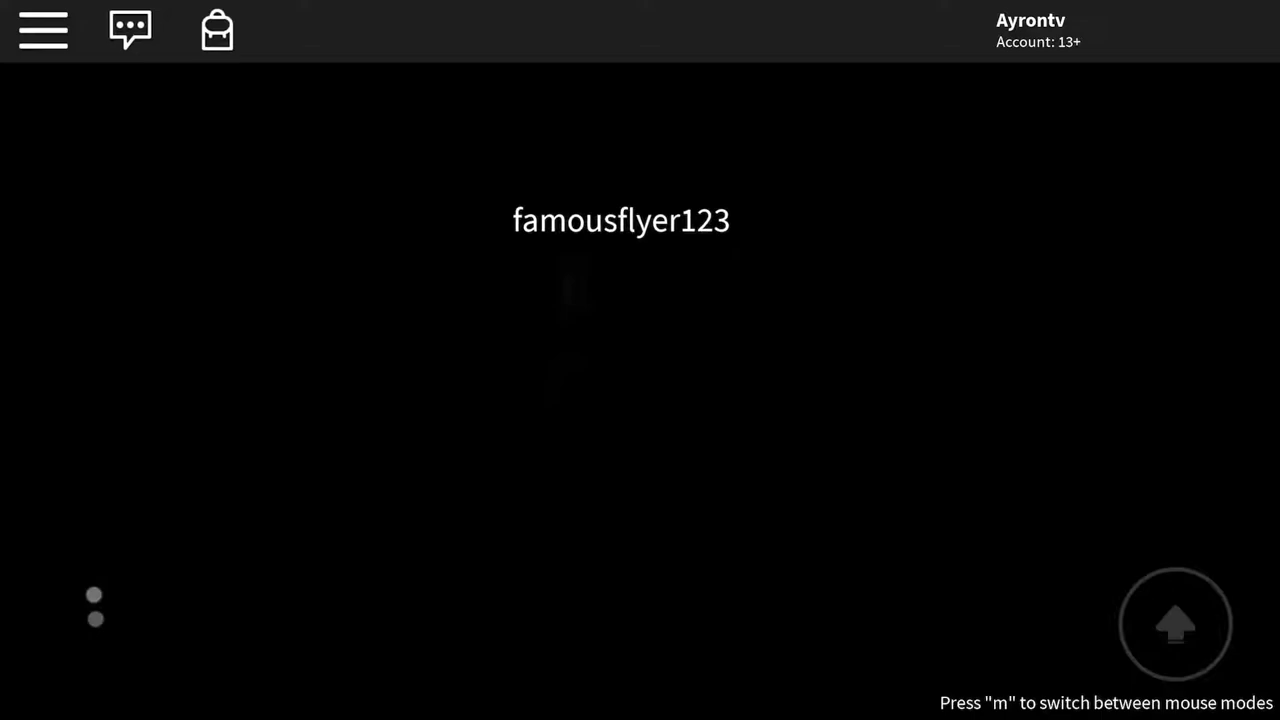 Ayrontv
Account: 13+
famousflyer123
Press "m" to switch between mouse modes